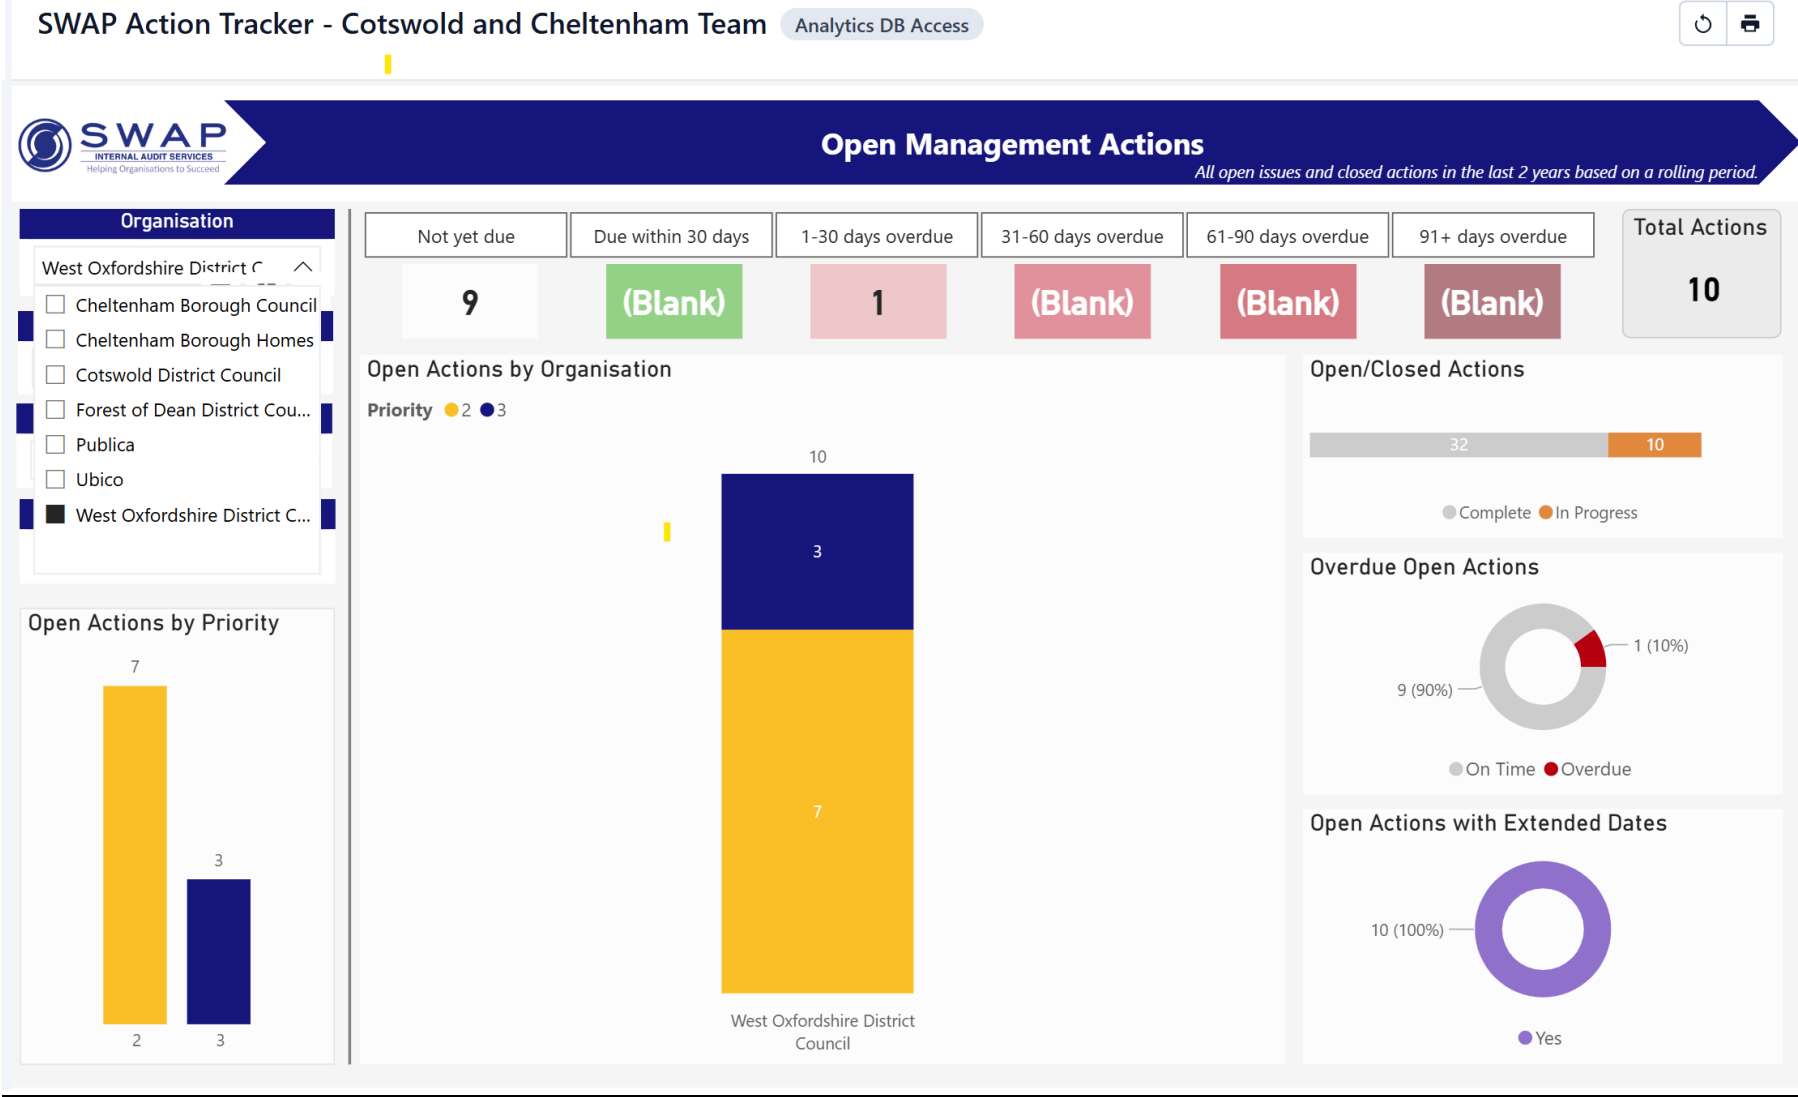 SWAP Action Tracker - Cotswold and Cheltenham Team
Analytics DB Access
SWAP
INTERNAL AUDIT SERVICES
Helping Organisations to Succeed
Open Management Actions
All open issues and closed actions in the last 2 years based on a rolling period.
Organisation
West Oxfordshire District C
Cheltenham Borough Council
Cheltenham Borough Homes
Cotswold District Council
Forest of Dean District Cou...
Publica
Ubico
West Oxfordshire District C...
Open Actions by Priority
7
3
2
3
Not yet due
Due within 30 days
1-30 days overdue
31-60 days overdue
61-90 days overdue
91+ days overdue
9
(Blank)
1
(Blank)
(Blank)
(Blank)
Total Actions
10
Open Actions by Organisation
Priority 2 3
10
3
7
West Oxfordshire District
Council
Open/Closed Actions
32
10
Complete In Progress
Overdue Open Actions
1 (10%)
9 (90%)
On Time Overdue
Open Actions with Extended Dates
10 (100%)
Yes